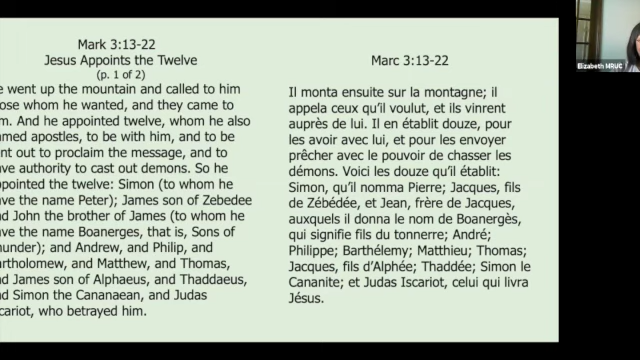 Mark 3:13-22
Jesus Appoints the Twelve
(p. 1 of 2)
e went up the mountain and called to him
ose whom he wanted, and they came to
m. And he appointed twelve, whom he also
amed apostles, to be with him, and to be
nt out to proclaim the message, and to
ave authority to cast out demons. So he
ppointed the twelve: Simon (to whom he
ave the name Peter); James son of Zebedee
nd John the brother of James (to whom he
ave the name Boanerges, that is, Sons of
hunder); and Andrew, and Philip, and
artholomew, and Matthew, and Thomas,
nd James son of Alphaeus, and Thaddaeus,
nd Simon the Cananaean, and Judas
cariot, who betrayed him.
Marc 3:13-22
Il monta ensuite sur la montagne; il
appela ceux qu'il voulut, et ils vinrent
auprès de lui. Il en établit douze, pour
les avoir avec lui, et pour les envoyer
prêcher avec le pouvoir de chasser les
démons. Voici les douze qu'il établit:
Simon, qu'il nomma Pierre; Jacques, fils
de Zébédée, et Jean, frère de Jacques,
auxquels il donna le nom de Boanergès,
qui signifie fils du tonnerre; André;
Philippe; Barthélemy; Matthieu; Thomas;
Jacques, fils d'Alphée; Thaddée; Simon le
Cananite; et Judas Iscariot, celui qui livra
Jésus.
Elizabeth MRUC